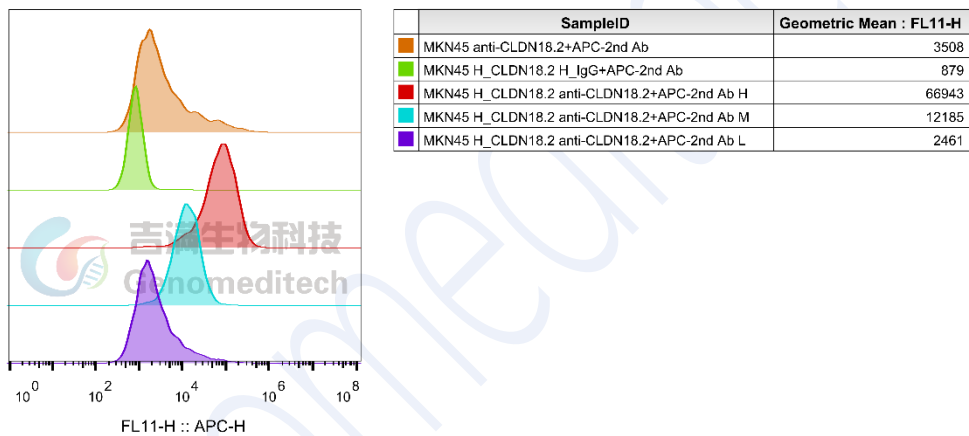 SampleID Geometric Mean : FL11-H
MKN45 anti-CLDN18.2+APC-2nd Ab 3508
MKN45 H_CLDN18.2 H_IgG+APC-2nd Ab 879
MKN45 H_CLDN18.2 anti-CLDN18.2+APC-2nd Ab H 66943
MKN45 H_CLDN18.2 anti-CLDN18.2+APC-2nd Ab M 12185
MKN45 H_CLDN18.2 anti-CLDN18.2+APC-2nd Ab L 2461
吉满生物科技
Genomeditech
10^0 10^2 10^4 10^6 10^8
FL11-H :: APC-H